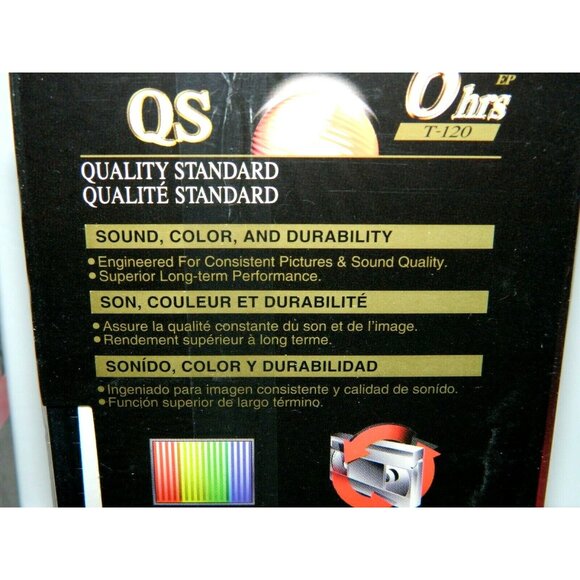 QS
EP
hrs
T-120
QUALITY STANDARD
QUALITÉ STANDARD
SOUND, COLOR, AND DURABILITY
• Engineered For Consistent Pictures & Sound Quality.
• Superior Long-term Performance.
SON, COULEUR ET DURABILITÉ
• Assure la qualité constante du son et de l'image.
• Rendement supérieur à long terme.
SONÍDO, COLOR Y DURABILIDAD
• Ingeniado para imagen consistente y calidad de sonído.
• Función superior de largo término.